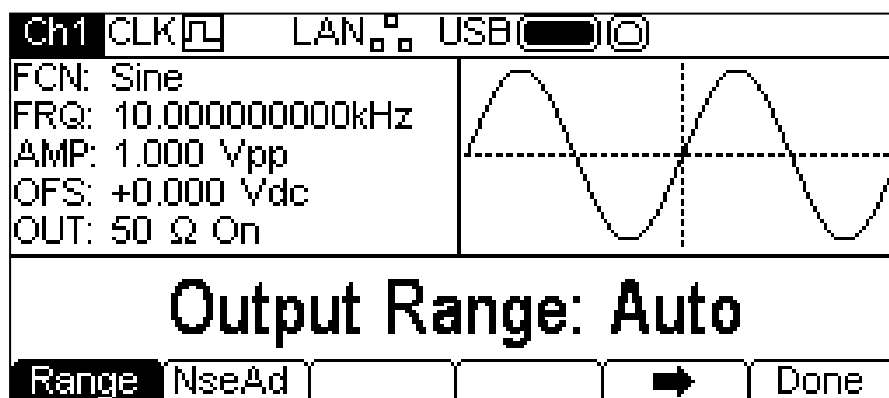 Ch1 CLK LAN USB
FCN: Sine
FRQ: 10.000000000kHz
AMP: 1.000 Vpp
OFS: +0.000 Vdc
OUT: 50 Ω On
Output Range: Auto
Range NseAd Done